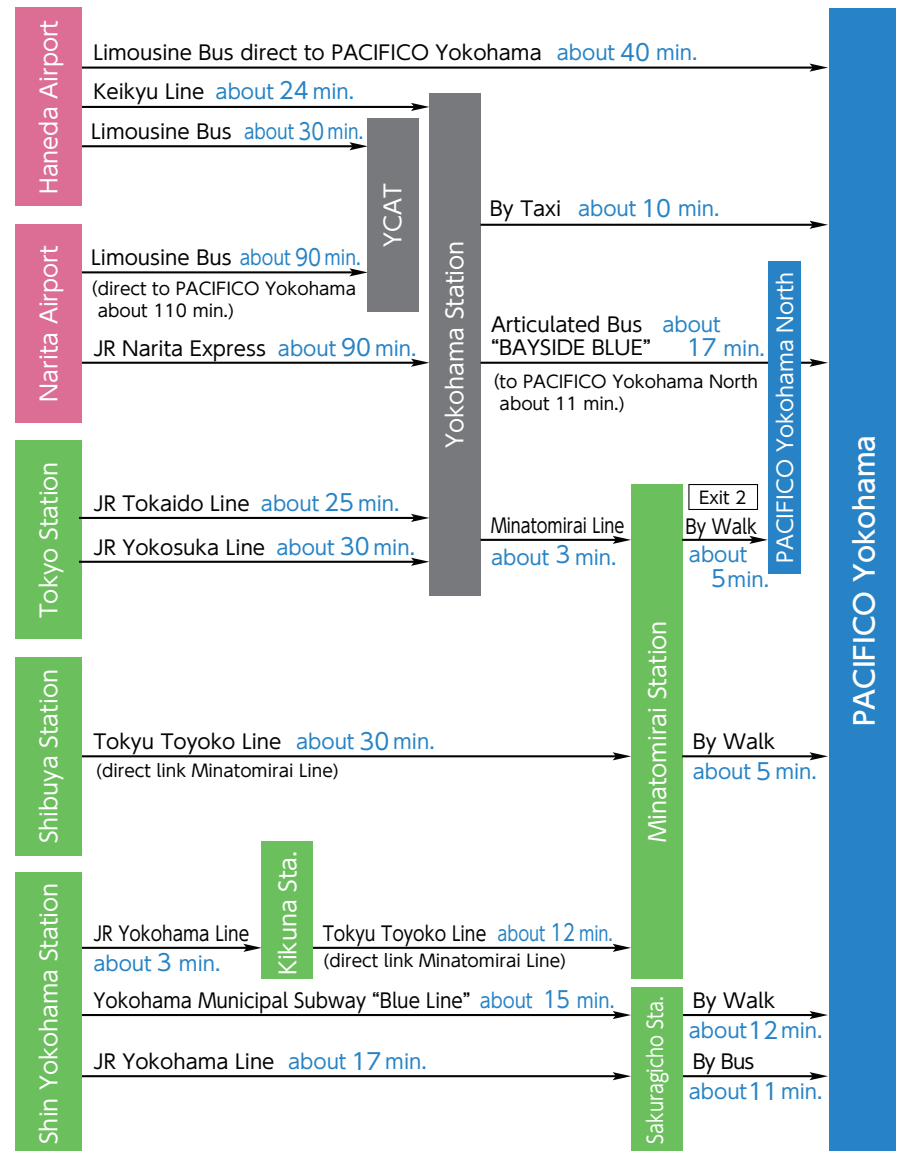 Haneda Airport
Limousine Bus direct to PACIFICO Yokohama about 40 min.
Keikyu Line about 24 min.
Limousine Bus about 30 min.
YCAT
Yokohama Station
By Taxi about 10 min.
Narita Airport
Limousine Bus about 90 min.
(direct to PACIFICO Yokohama
about 110 min.)
JR Narita Express about 90 min.
Articulated Bus about
“BAYSIDE BLUE” 17 min.
(to PACIFICO Yokohama North
about 11 min.)
PACIFICO Yokohama North
PACIFICO Yokohama
Tokyo Station
JR Tokaido Line about 25 min.
JR Yokosuka Line about 30 min.
Minatomirai Line
about 3 min.
Minatomirai Station
Exit 2
By Walk
about
5min.
Shibuya Station
Tokyu Toyoko Line about 30 min.
(direct link Minatomirai Line)
By Walk
about 5 min.
Shin Yokohama Station
JR Yokohama Line
about 3 min.
Kikuna Sta.
Tokyu Toyoko Line about 12 min.
(direct link Minatomirai Line)
Yokohama Municipal Subway “Blue Line” about 15 min.
Sakuragicho Sta.
By Walk
about 12 min.
JR Yokohama Line about 17 min.
By Bus
about 11 min.